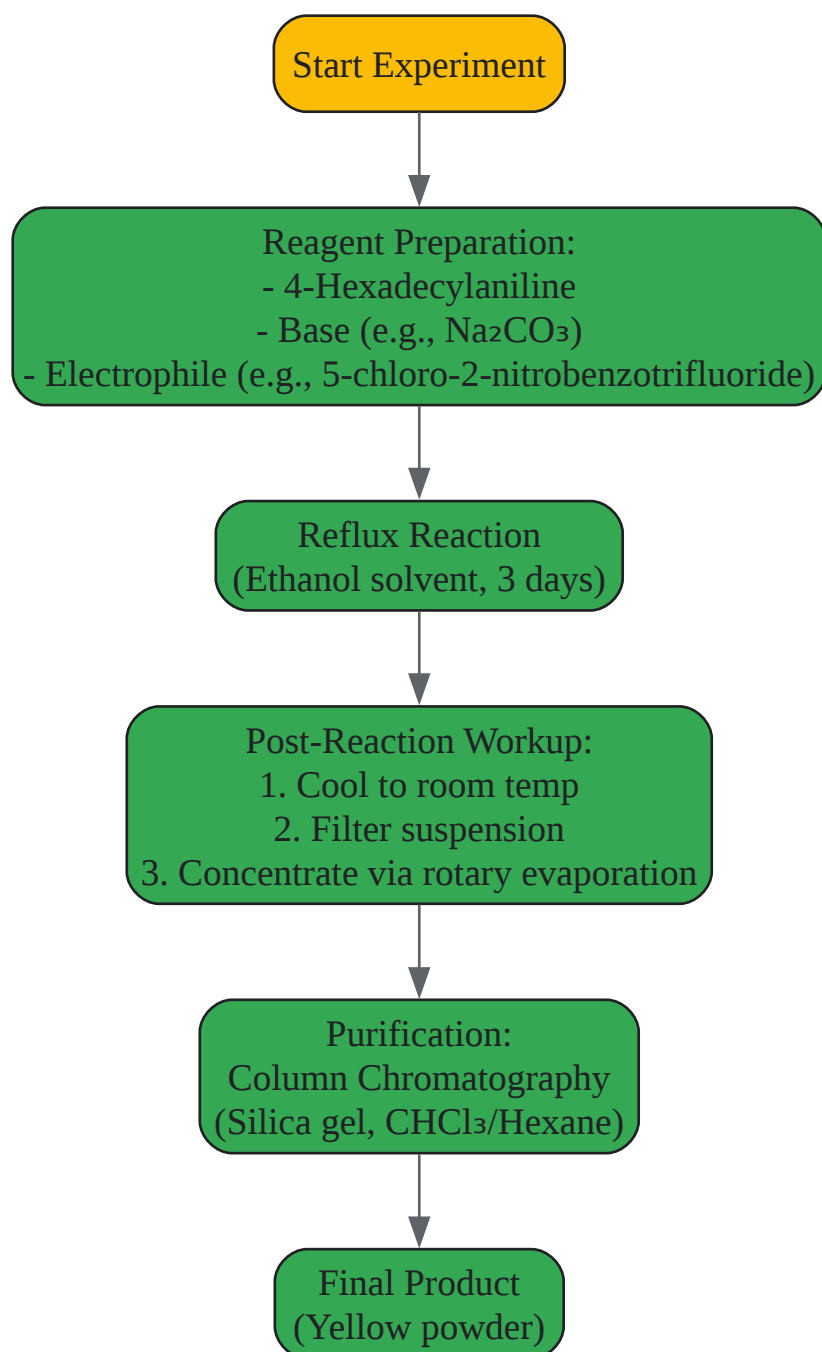 Start Experiment
Reagent Preparation:
- 4-Hexadecylaniline
- Base (e.g., Na₂CO₃)
- Electrophile (e.g., 5-chloro-2-nitrobenzotrifluoride)
Reflux Reaction
(Ethanol solvent, 3 days)
Post-Reaction Workup:
1. Cool to room temp
2. Filter suspension
3. Concentrate via rotary evaporation
Purification:
Column Chromatography
(Silica gel, CHCl₃/Hexane)
Final Product
(Yellow powder)